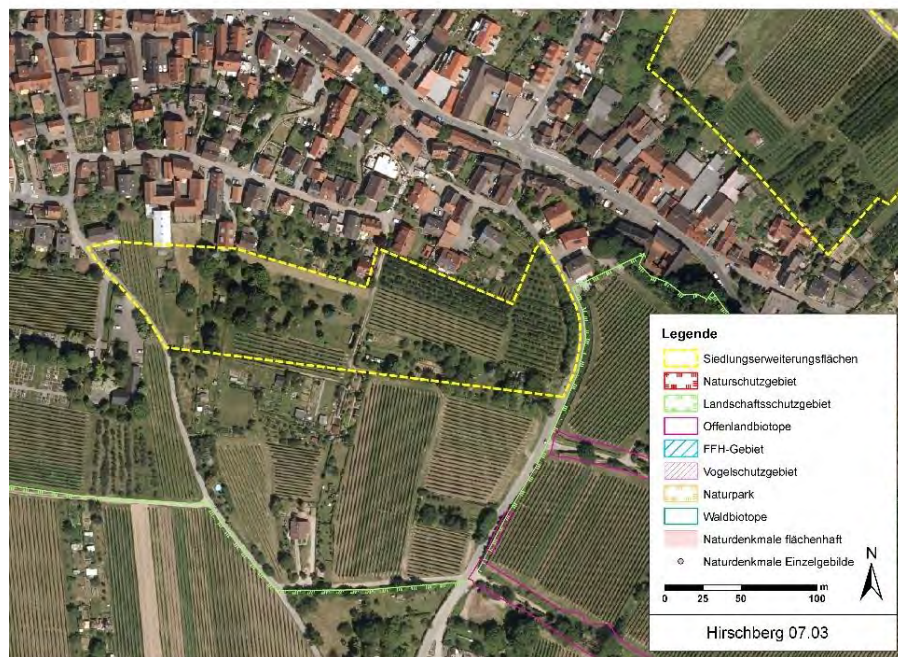 Legende
Siedlungserweiterungsflächen
Naturschutzgebiet
Landschaftsschutzgebiet
Offenlandbiotope
FFH-Gebiet
Vogelschutzgebiet
Naturpark
Waldbiotope
Naturdenkmale flächenhaft
Naturdenkmale Einzelgebilde
N
m
0 25 50 100
Hirschberg 07.03